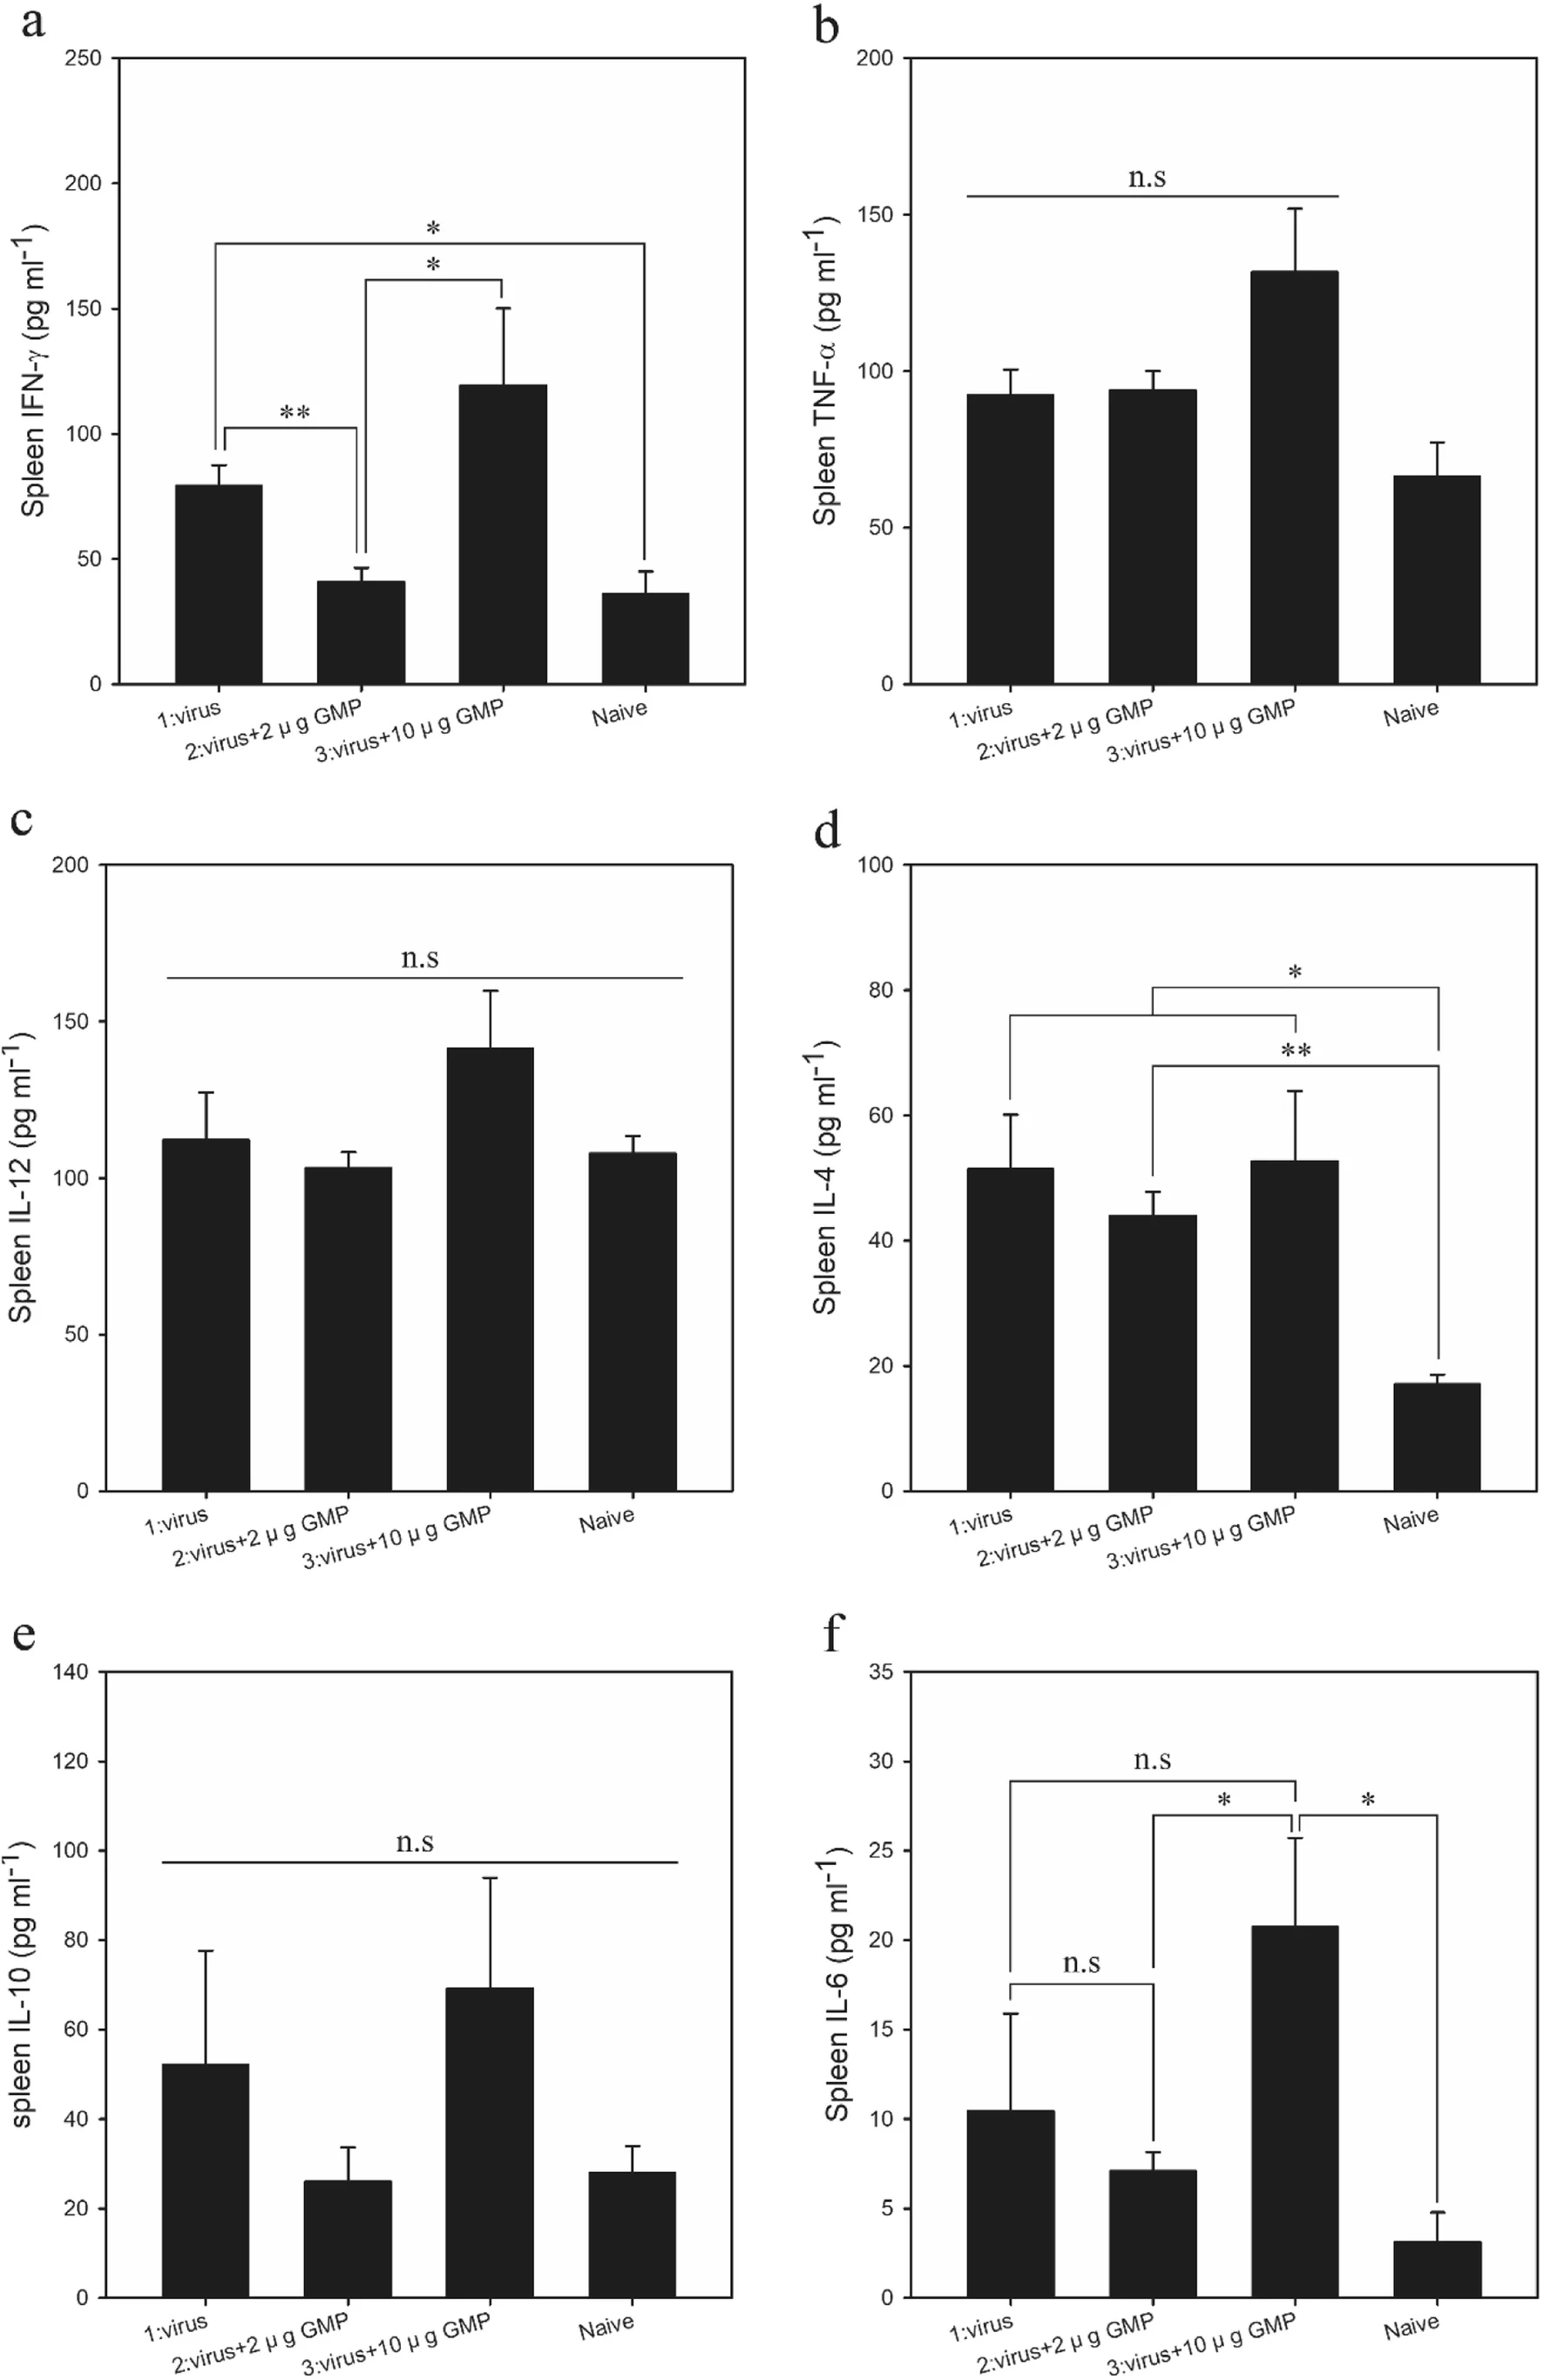 a
250
200
150
100
50
0
Spleen IFN-γ (pg ml⁻¹)
*
*
**
1:virus
2:virus+2 μ g GMP
3:virus+10 μ g GMP
Naive
b
200
150
100
50
0
Spleen TNF-α (pg ml⁻¹)
n.s
1:virus
2:virus+2 μ g GMP
3:virus+10 μ g GMP
Naive
c
200
150
100
50
0
Spleen IL-12 (pg ml⁻¹)
n.s
1:virus
2:virus+2 μ g GMP
3:virus+10 μ g GMP
Naive
d
100
80
60
40
20
0
Spleen IL-4 (pg ml⁻¹)
*
**
1:virus
2:virus+2 μ g GMP
3:virus+10 μ g GMP
Naive
e
140
120
100
80
60
40
20
0
spleen IL-10 (pg ml⁻¹)
n.s
1:virus
2:virus+2 μ g GMP
3:virus+10 μ g GMP
Naive
f
35
30
25
20
15
10
5
0
Spleen IL-6 (pg ml⁻¹)
n.s
*
*
n.s
1:virus
2:virus+2 μ g GMP
3:virus+10 μ g GMP
Naive